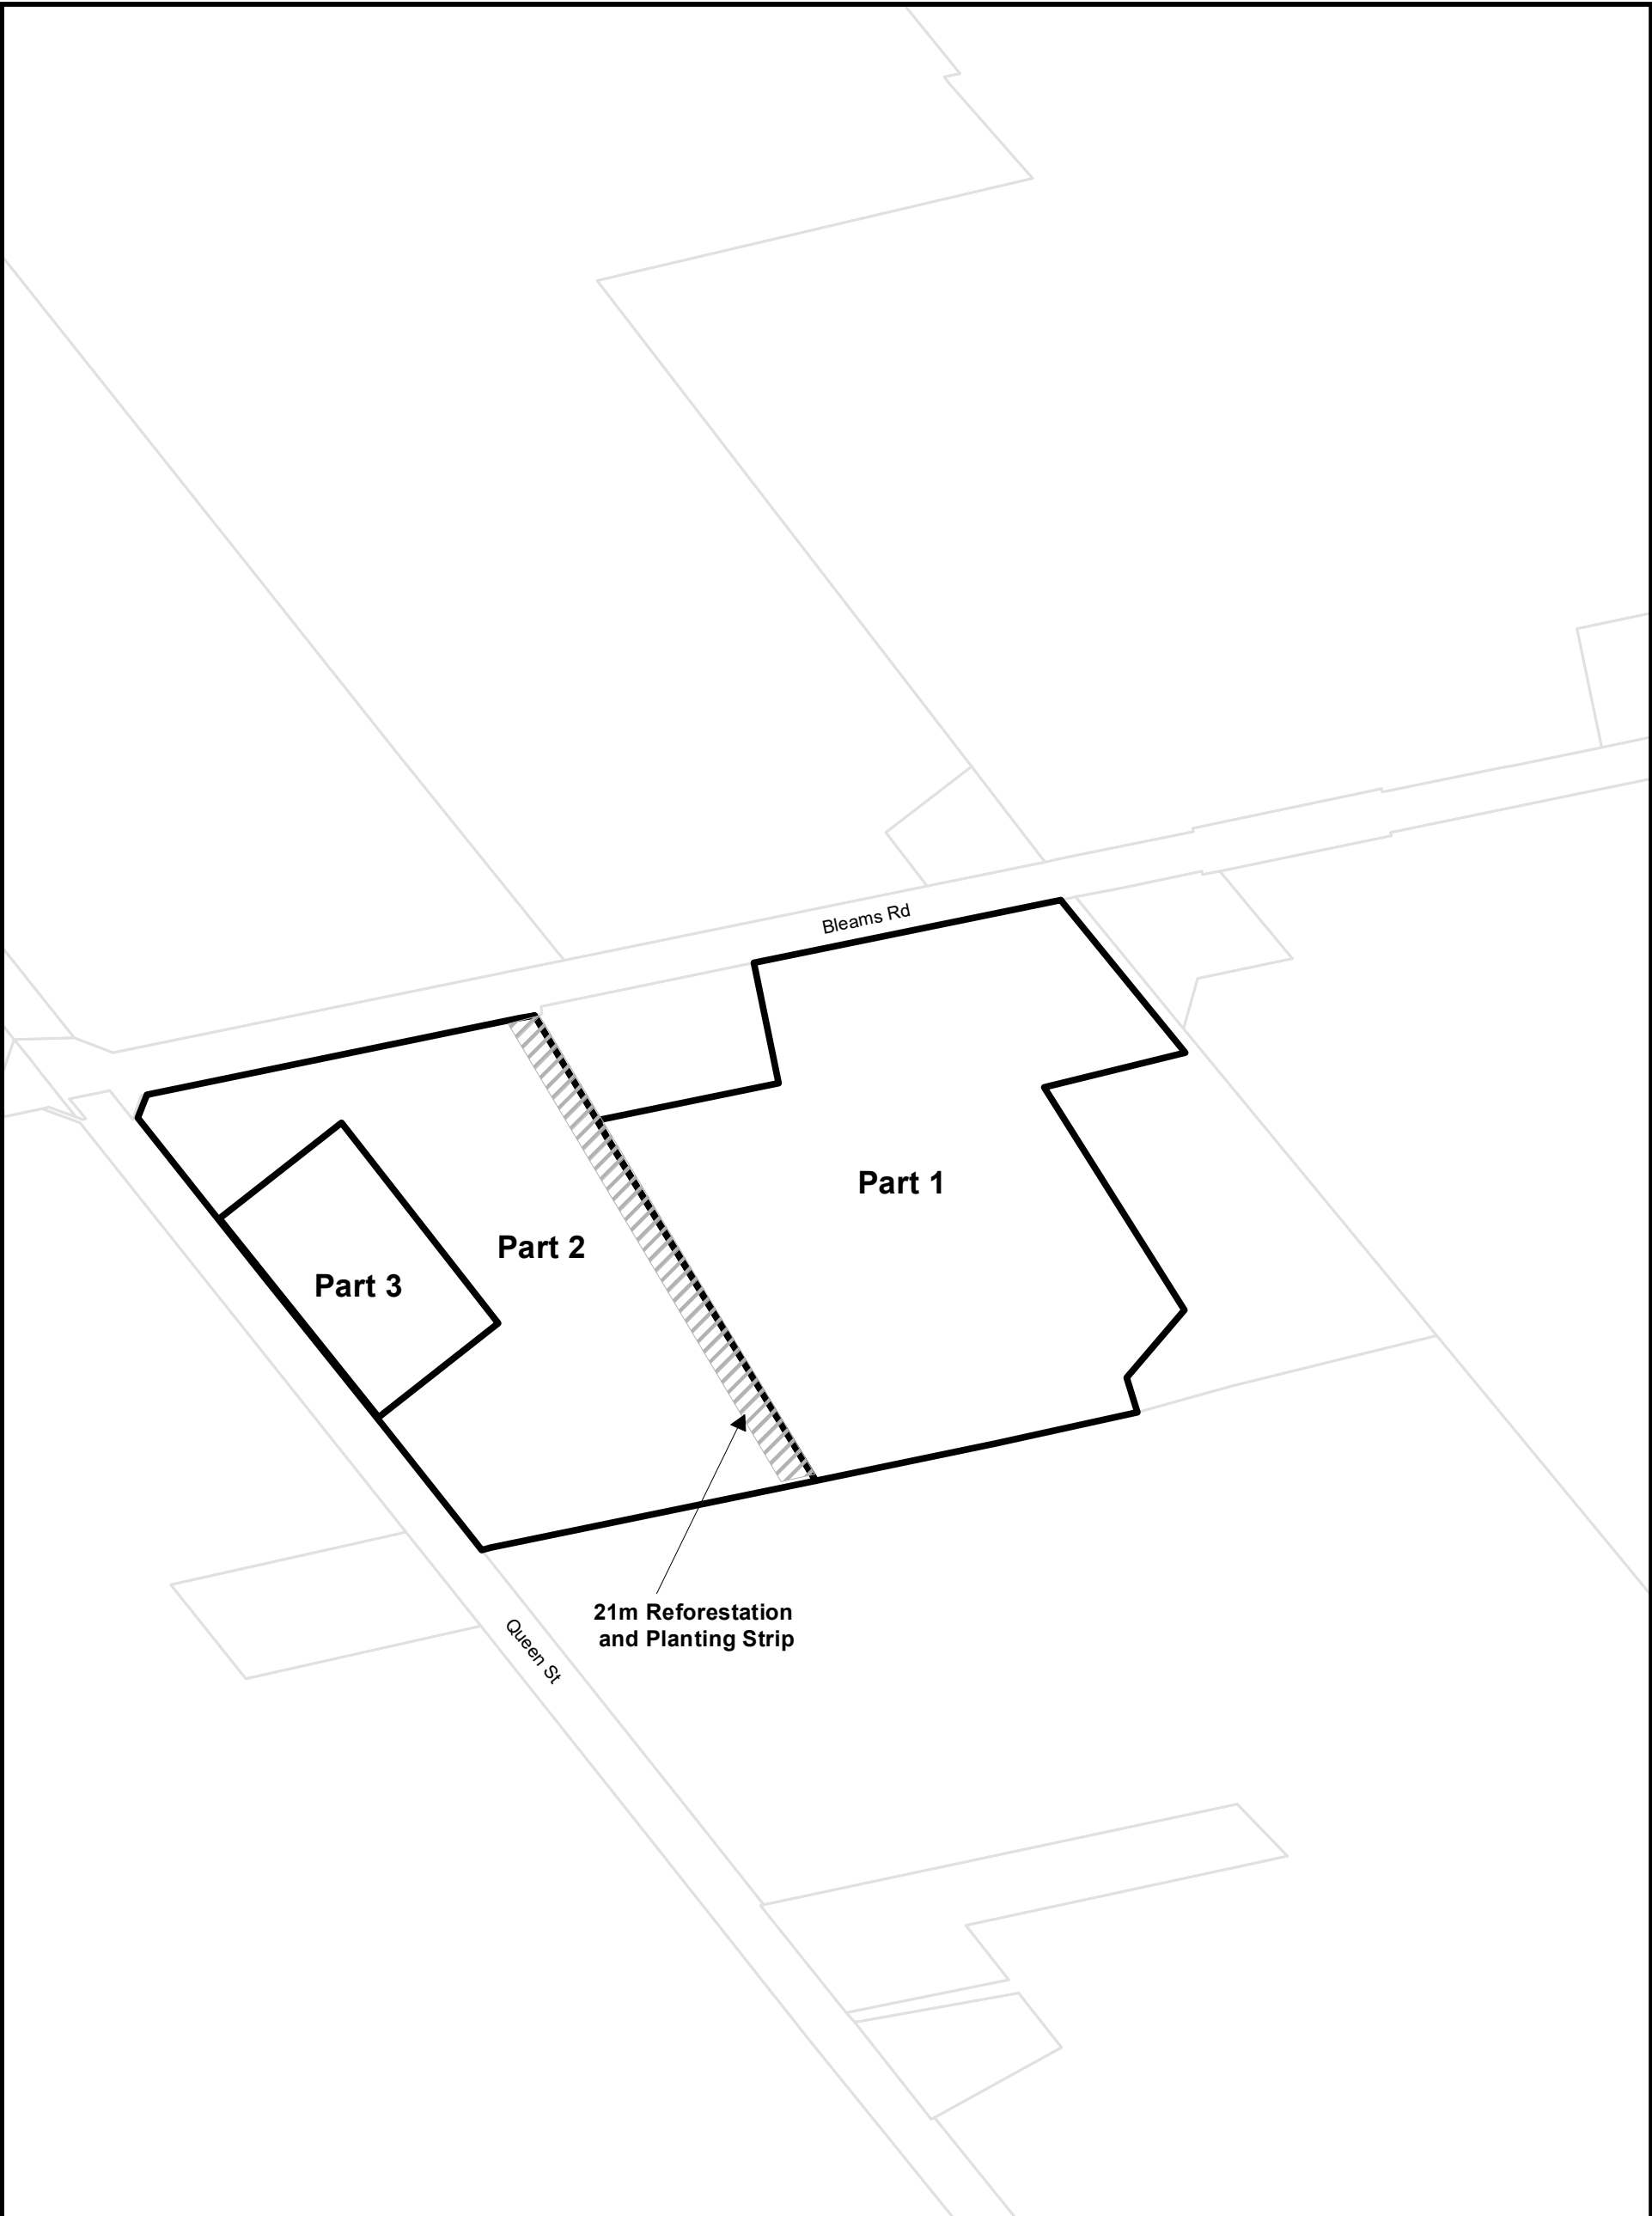 Bleams Rd
Part 1
Part 2
Part 3
21m Reforestation
and Planting Strip
Queen St